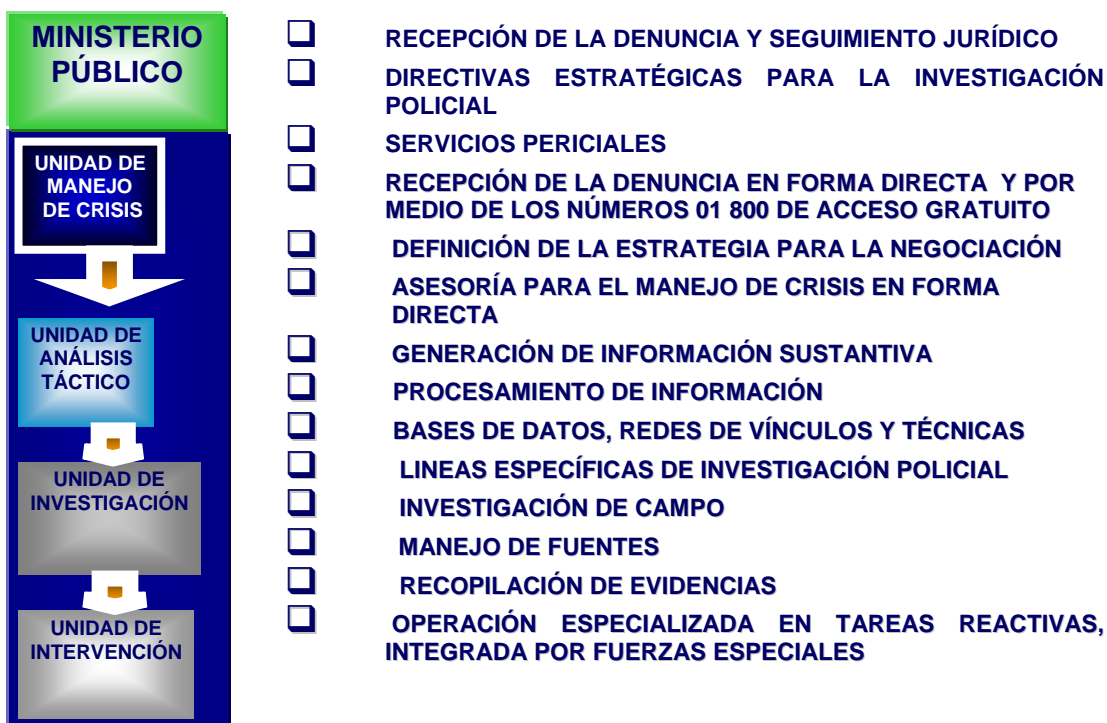 MINISTERIO
PÚBLICO
UNIDAD DE
MANEJO
DE CRISIS
UNIDAD DE
ANÁLISIS
TÁCTICO
UNIDAD DE
INVESTIGACIÓN
UNIDAD DE
INTERVENCIÓN
RECEPCIÓN DE LA DENUNCIA Y SEGUIMIENTO JURÍDICO
DIRECTIVAS ESTRATÉGICAS PARA LA INVESTIGACIÓN
POLICIAL
SERVICIOS PERICIALES
RECEPCIÓN DE LA DENUNCIA EN FORMA DIRECTA Y POR
MEDIO DE LOS NÚMEROS 01 800 DE ACCESO GRATUITO
DEFINICIÓN DE LA ESTRATEGIA PARA LA NEGOCIACIÓN
ASESORÍA PARA EL MANEJO DE CRISIS EN FORMA
DIRECTA
GENERACIÓN DE INFORMACIÓN SUSTANTIVA
PROCESAMIENTO DE INFORMACIÓN
BASES DE DATOS, REDES DE VÍNCULOS Y TÉCNICAS
LINEAS ESPECÍFICAS DE INVESTIGACIÓN POLICIAL
INVESTIGACIÓN DE CAMPO
MANEJO DE FUENTES
RECOPILACIÓN DE EVIDENCIAS
OPERACIÓN ESPECIALIZADA EN TAREAS REACTIVAS,
INTEGRADA POR FUERZAS ESPECIALES